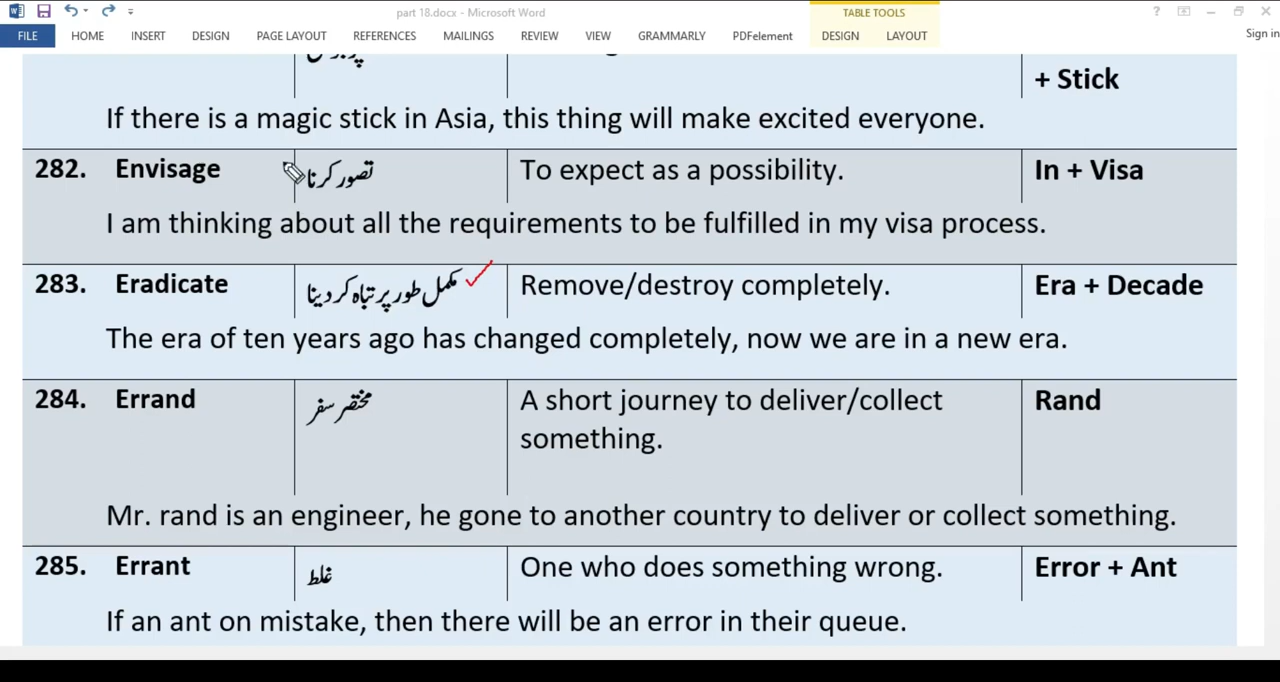 part 18.docx - Microsoft Word
TABLE TOOLS
?
FILE HOME INSERT DESIGN PAGE LAYOUT REFERENCES MAILINGS REVIEW VIEW GRAMMARLY PDFelement DESIGN LAYOUT Sign in
+ Stick
If there is a magic stick in Asia, this thing will make excited everyone.
282. Envisage تصور کرنا To expect as a possibility. In + Visa
I am thinking about all the requirements to be fulfilled in my visa process.
283. Eradicate مکمل طور پر تباہ کر دینا Remove/destroy completely. Era + Decade
The era of ten years ago has changed completely, now we are in a new era.
284. Errand مختصر سفر A short journey to deliver/collect Rand
something.
Mr. rand is an engineer, he gone to another country to deliver or collect something.
285. Errant غلط One who does something wrong. Error + Ant
If an ant on mistake, then there will be an error in their queue.